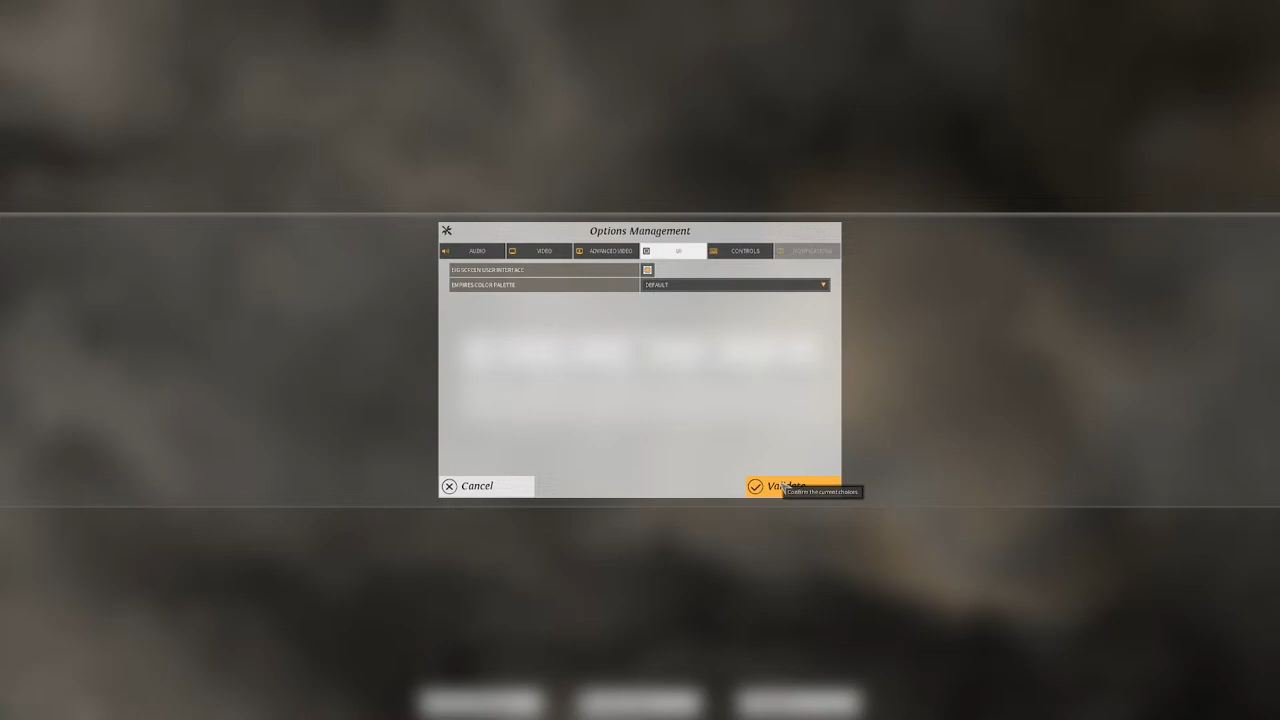 Options Management
AUDIO VIDEO ADVANCED VIDEO UI CONTROLS
BIG SCREEN USER INTERFACE
EMPIRES COLOR PALETTE DEFAULT
Cancel
Confirm the current choices.